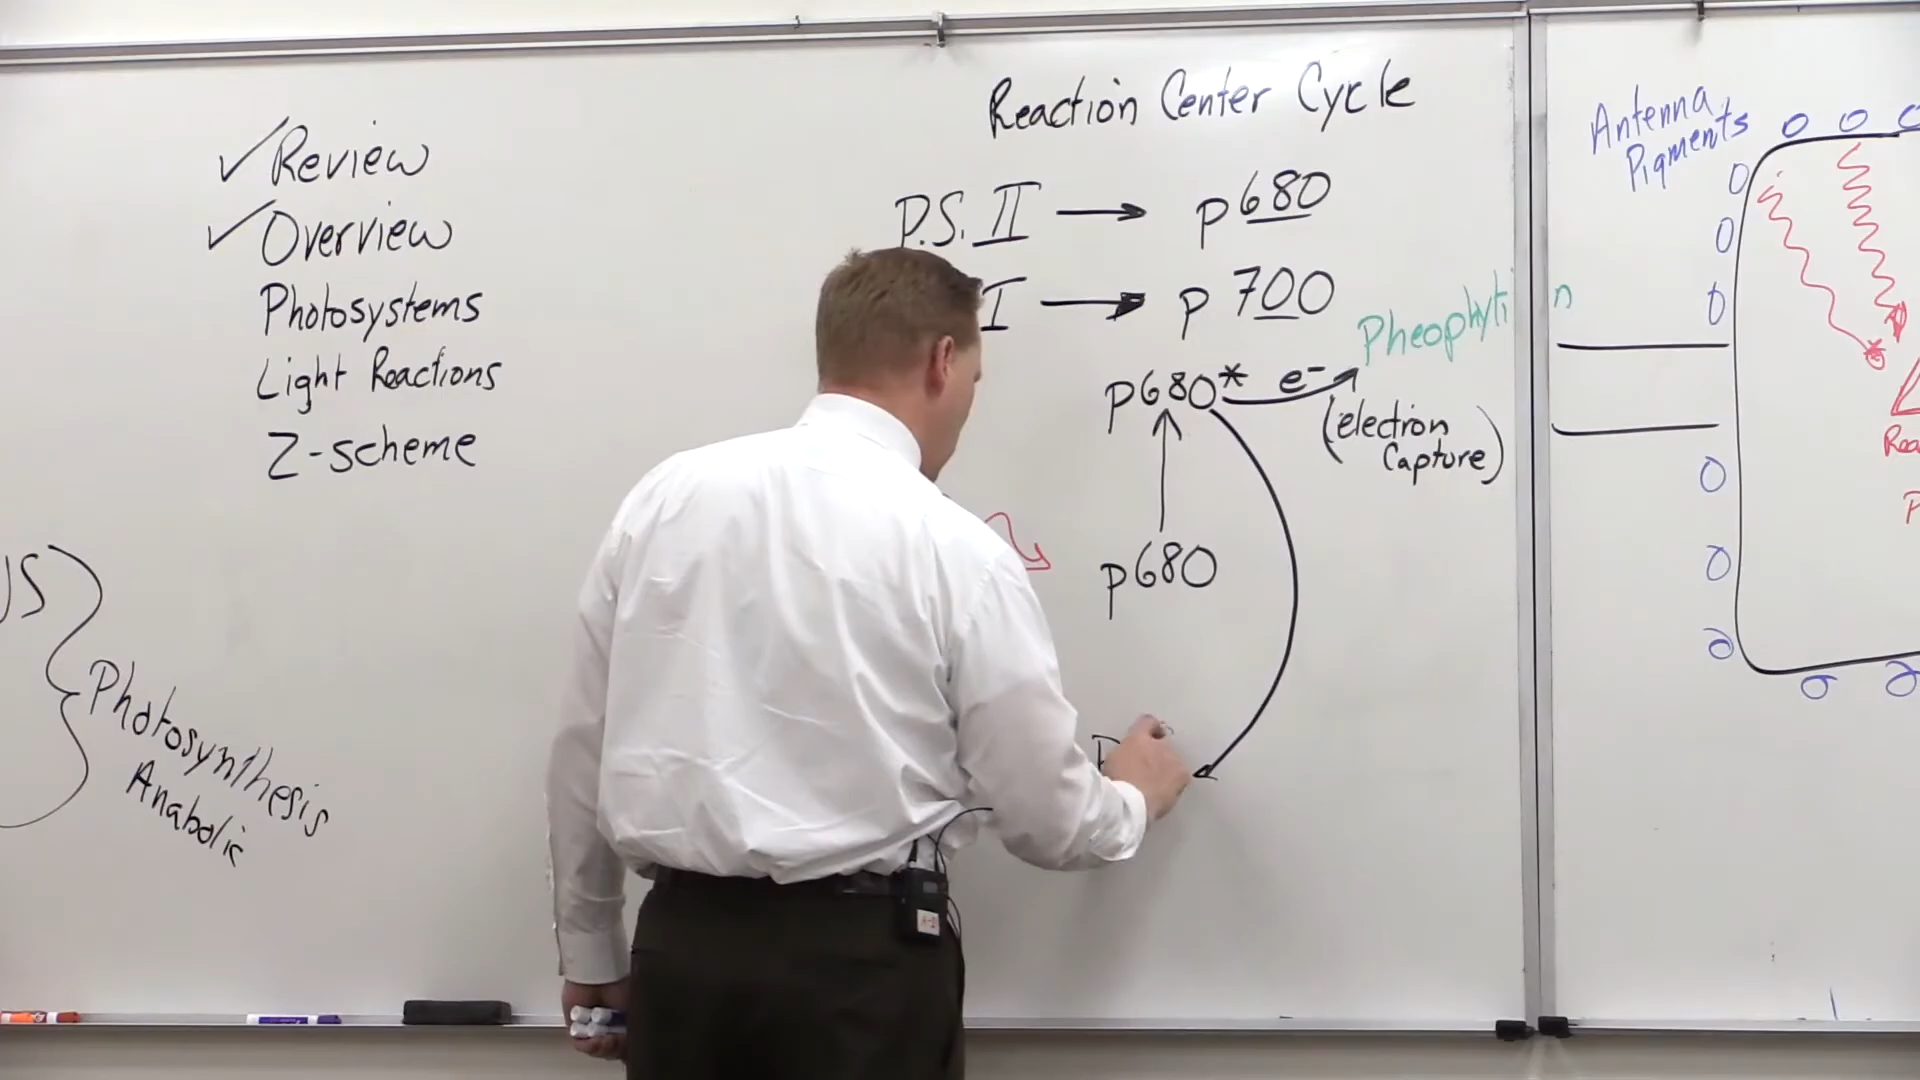 ✓ Review
✓ Overview
Photosystems
Light Reactions
Z-scheme
Photosynthesis
Anabolic
Reaction Center Cycle
P.S. II → p680
I → p700
p680* e- Pheophytin
(electron
Capture)
p680
Antenna
Pigments